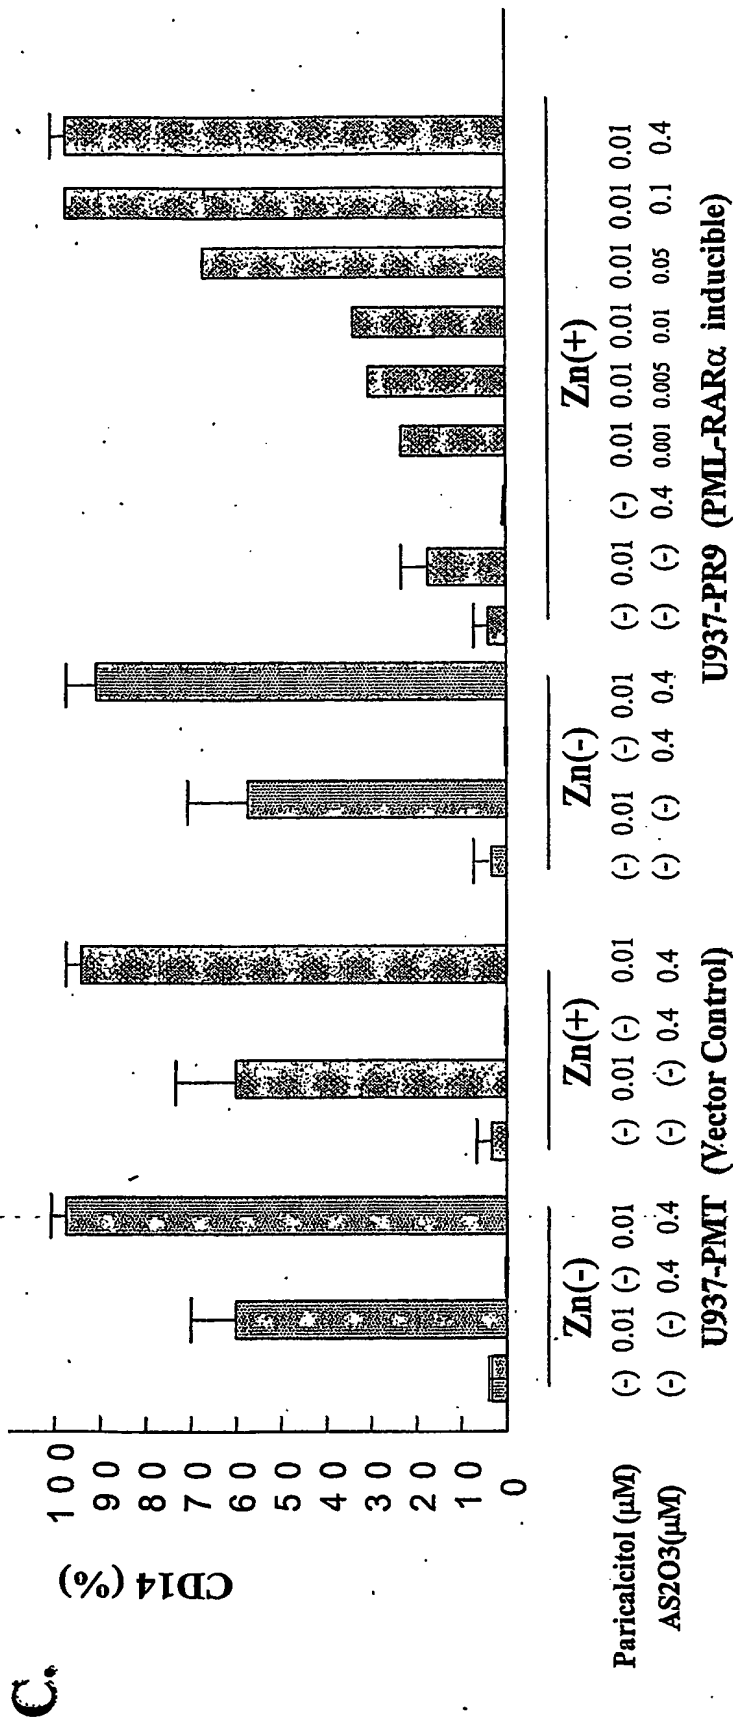 C.
CD14 (%)
100
90
80
70
60
50
40
30
20
10
0
Zn(-) Zn(+) Zn(-) Zn(+)
Paricalcitol (μM) (-) 0.01 (-) 0.01 (-) 0.01 (-) 0.01 (-) 0.01 (-) 0.01 (-) 0.01 (-) 0.01 0.01 0.01 0.01 0.01 0.01
AS2O3(μM) (-) (-) 0.4 0.4 (-) (-) 0.4 0.4 (-) (-) 0.4 0.4 (-) (-) 0.4 0.001 0.005 0.01 0.05 0.1 0.4
U937-PMT (Vector Control) U937-PR9 (PML-RARα inducible)